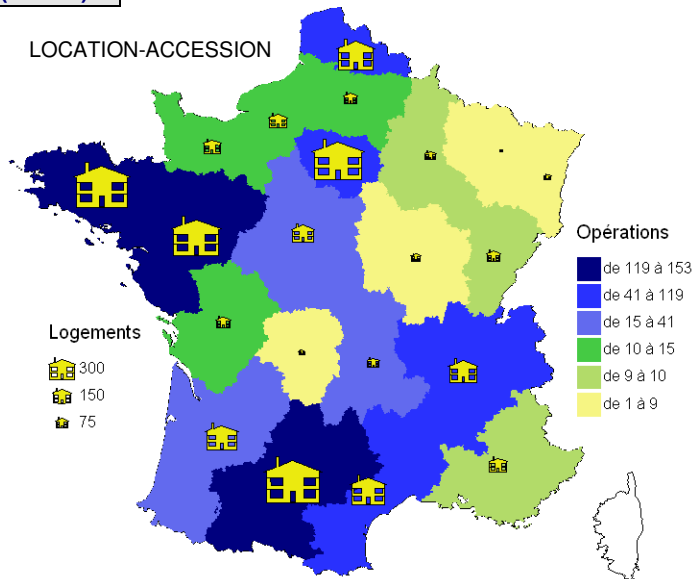 LOCATION-ACCESSION
Opérations
de 119 à 153
de 41 à 119
de 15 à 41
de 10 à 15
de 9 à 10
de 1 à 9
Logements
300
150
75